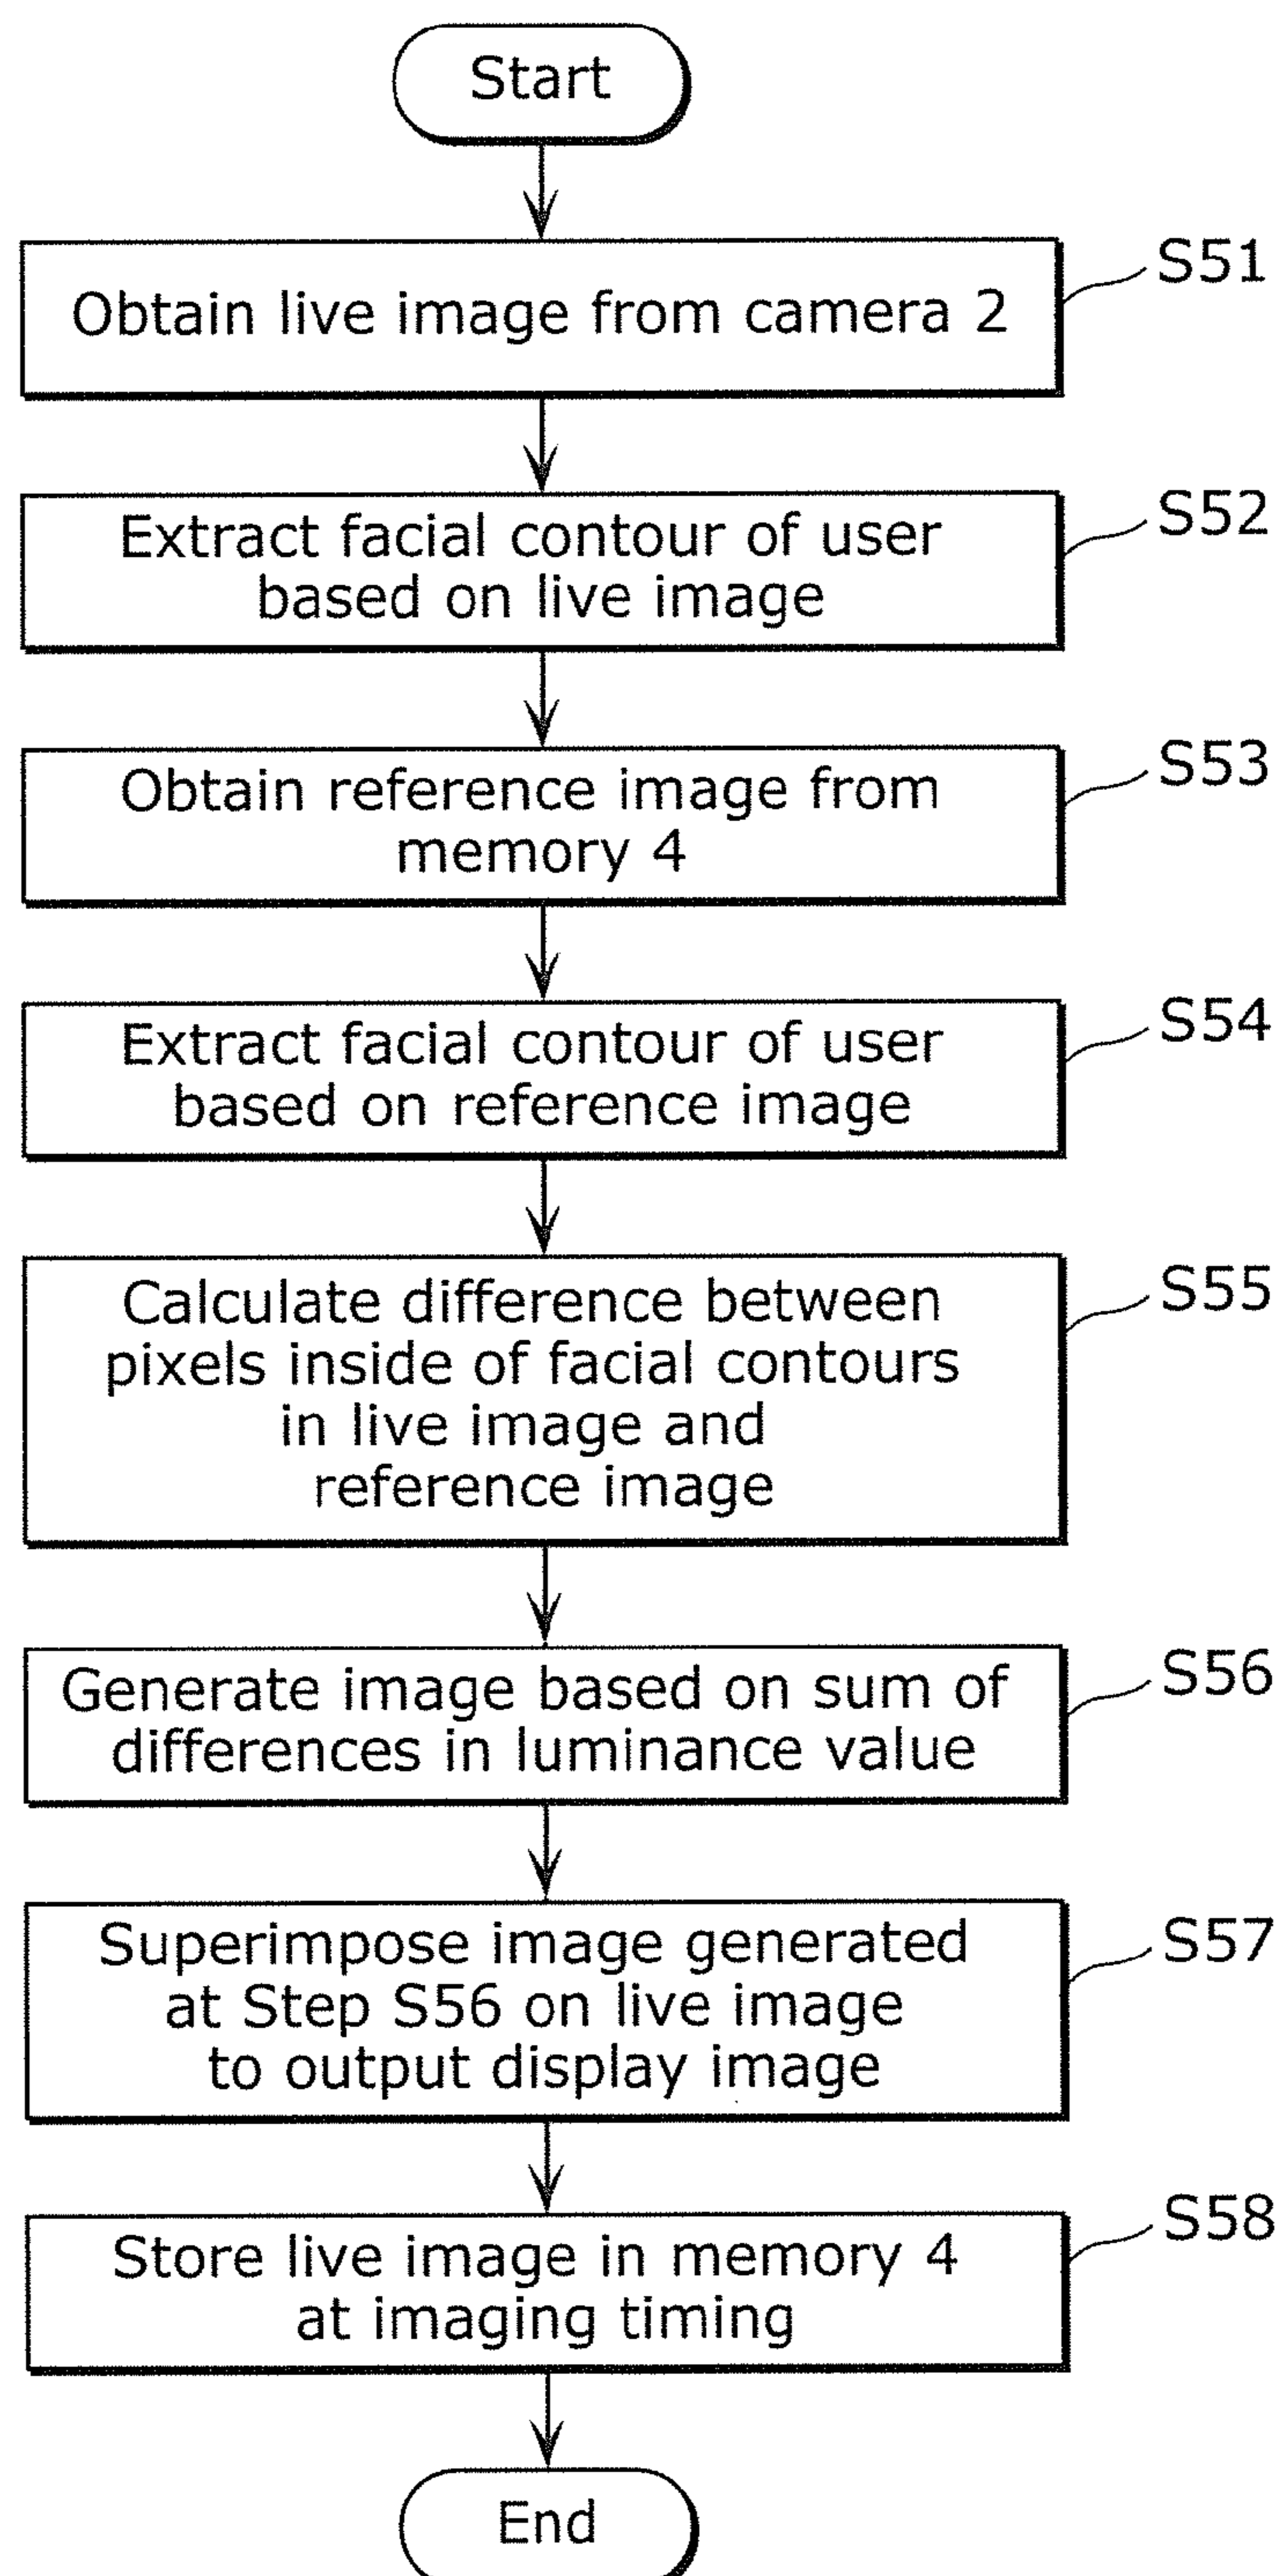 Start
S51
Obtain live image from camera 2
S52
Extract facial contour of user
based on live image
S53
Obtain reference image from
memory 4
S54
Extract facial contour of user
based on reference image
S55
Calculate difference between
pixels inside of facial contours
in live image and
reference image
S56
Generate image based on sum of
differences in luminance value
S57
Superimpose image generated
at Step S56 on live image
to output display image
S58
Store live image in memory 4
at imaging timing
End